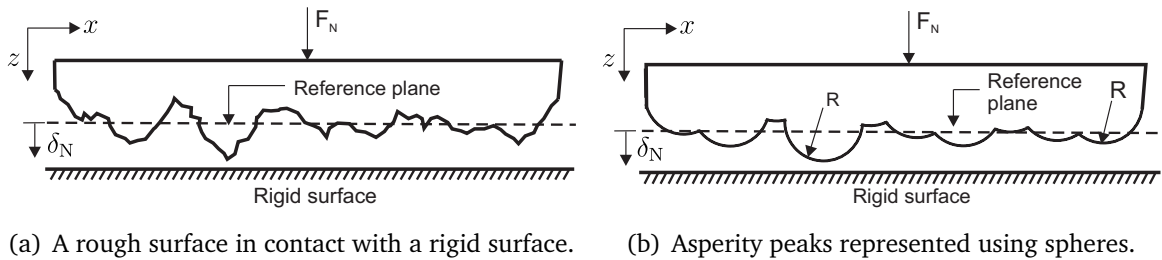 x
F_N
z
Reference plane
δ_N
Rigid surface
(a) A rough surface in contact with a rigid surface.
x
F_N
z
Reference
plane
R
R
δ_N
Rigid surface
(b) Asperity peaks represented using spheres.